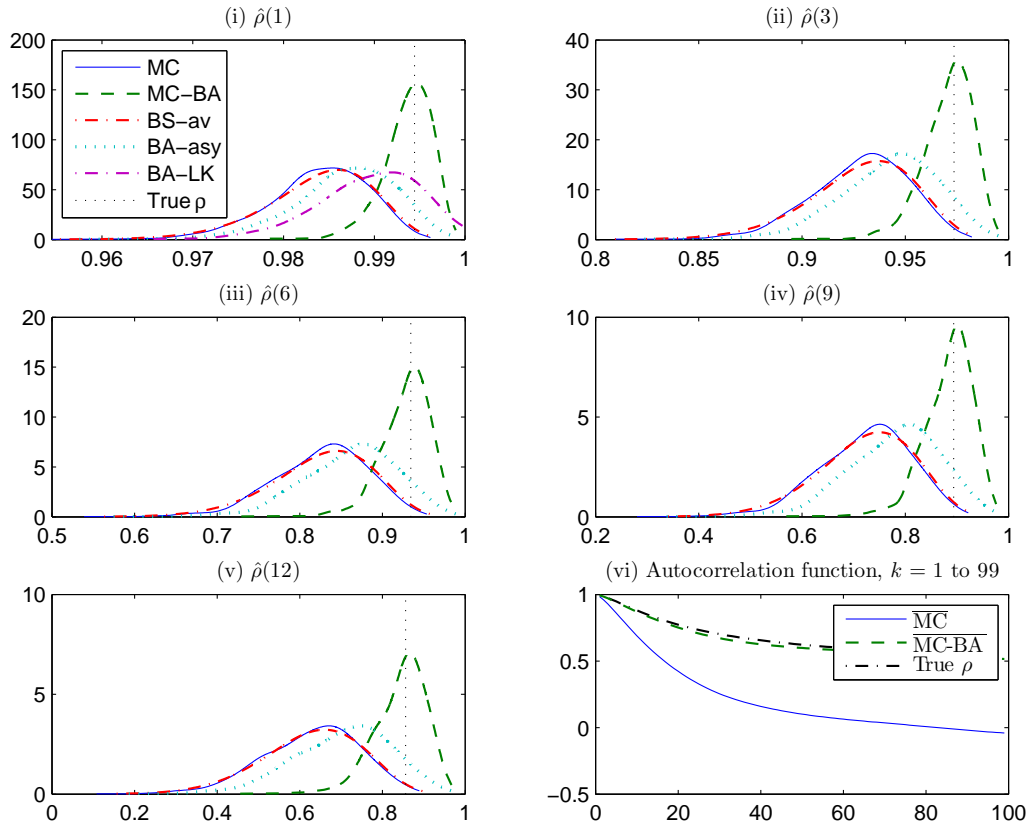 (i) ρ̂(1)
200
150
100
50
0
0.96 0.97 0.98 0.99 1
MC
MC−BA
BS−av
BA−asy
BA−LK
True ρ
(ii) ρ̂(3)
40
30
20
10
0
0.8 0.85 0.9 0.95 1
(iii) ρ̂(6)
20
15
10
5
0
0.5 0.6 0.7 0.8 0.9 1
(iv) ρ̂(9)
10
5
0
0.2 0.4 0.6 0.8 1
(v) ρ̂(12)
10
5
0
0 0.2 0.4 0.6 0.8 1
(vi) Autocorrelation function, k = 1 to 99
1
0.5
0
−0.5
0 20 40 60 80 100
M̅C̅
M̅C̅-̅B̅A̅
True ρ